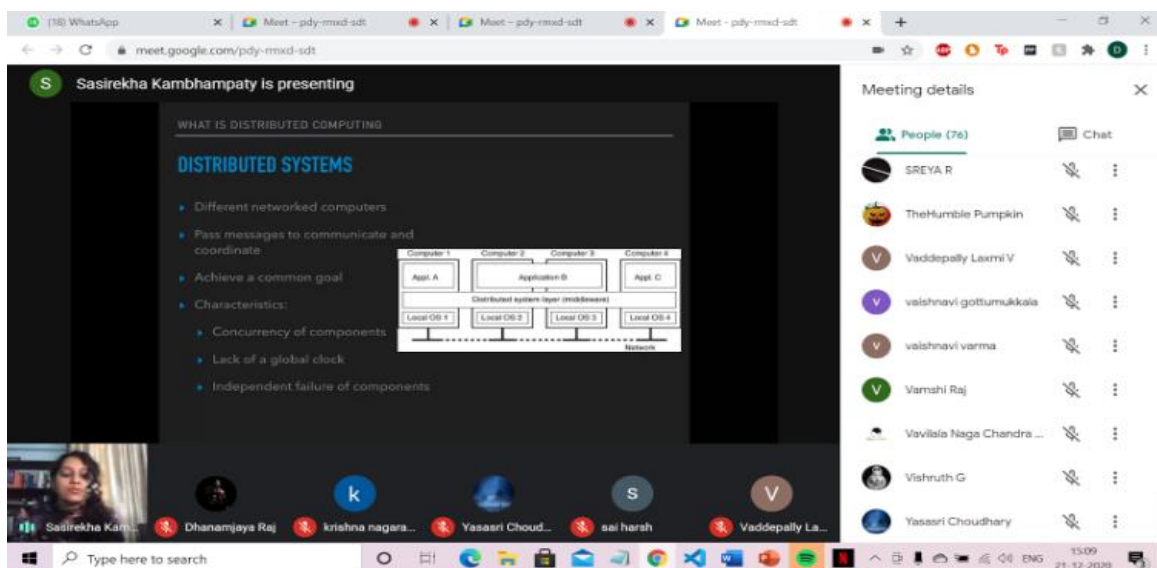 (18) WhatsApp
Meet – pdy-rmxd-sdt
Meet – pdy-rmxd-sdt
Meet – pdy-rmxd-sdt
meet.google.com/pdy-rmxd-sdt
S
Sasirekha Kambhampaty is presenting
WHAT IS DISTRIBUTED COMPUTING
DISTRIBUTED SYSTEMS
Different networked computers
Pass messages to communicate and
coordinate
Achieve a common goal
Characteristics:
Concurrency of components
Lack of a global clock
Independent failure of components
Computer 1 Computer 2 Computer 3 Computer 4
Appl. A Application B Appl. C
Distributed system layer (middleware)
Local OS 1 Local OS 2 Local OS 3 Local OS 4
Network
Meeting details
People (76) Chat
SREYA R
TheHumble Pumpkin
V Vaddepally Laxmi V
v vaishnavi gottumukkala
v vaishnavi varma
V Vamshi Raj
Vavilala Naga Chandra ...
Vishruth G
Yasasri Choudhary
k
S
V
Sasirekha Kam...
Dhanamjaya Raj
krishna nagara...
Yasasri Choud...
sai harsh
Vaddepally La...
Type here to search
ENG
15:09
21-12-2020